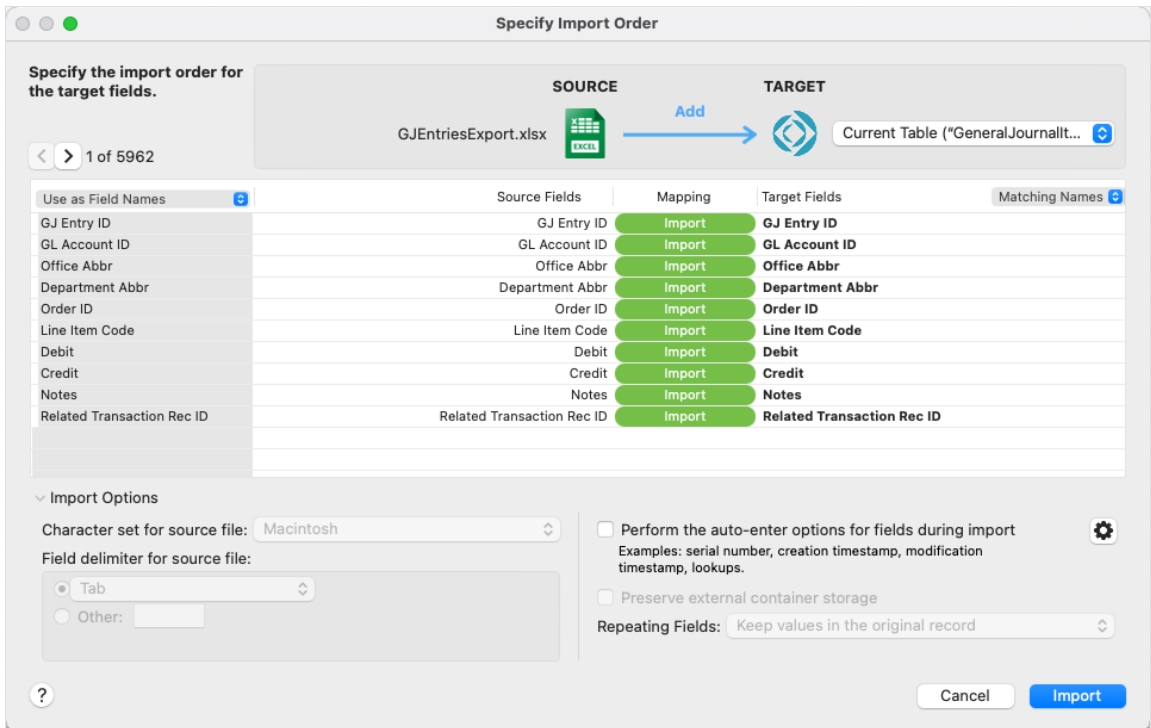 Specify Import Order
Specify the import order for
the target fields.
SOURCE
TARGET
GJEntriesExport.xlsx
EXCEL
Add
Current Table ("GeneralJournalIt...
1 of 5962
Use as Field Names
Source Fields
Mapping
Target Fields
Matching Names
GJ Entry ID GJ Entry ID Import GJ Entry ID
GL Account ID GL Account ID Import GL Account ID
Office Abbr Office Abbr Import Office Abbr
Department Abbr Department Abbr Import Department Abbr
Order ID Order ID Import Order ID
Line Item Code Line Item Code Import Line Item Code
Debit Debit Import Debit
Credit Credit Import Credit
Notes Notes Import Notes
Related Transaction Rec ID Related Transaction Rec ID Import Related Transaction Rec ID
Import Options
Character set for source file: Macintosh
Field delimiter for source file:
Tab
Other:
Perform the auto-enter options for fields during import
Examples: serial number, creation timestamp, modification
timestamp, lookups.
Preserve external container storage
Repeating Fields: Keep values in the original record
?
Cancel
Import